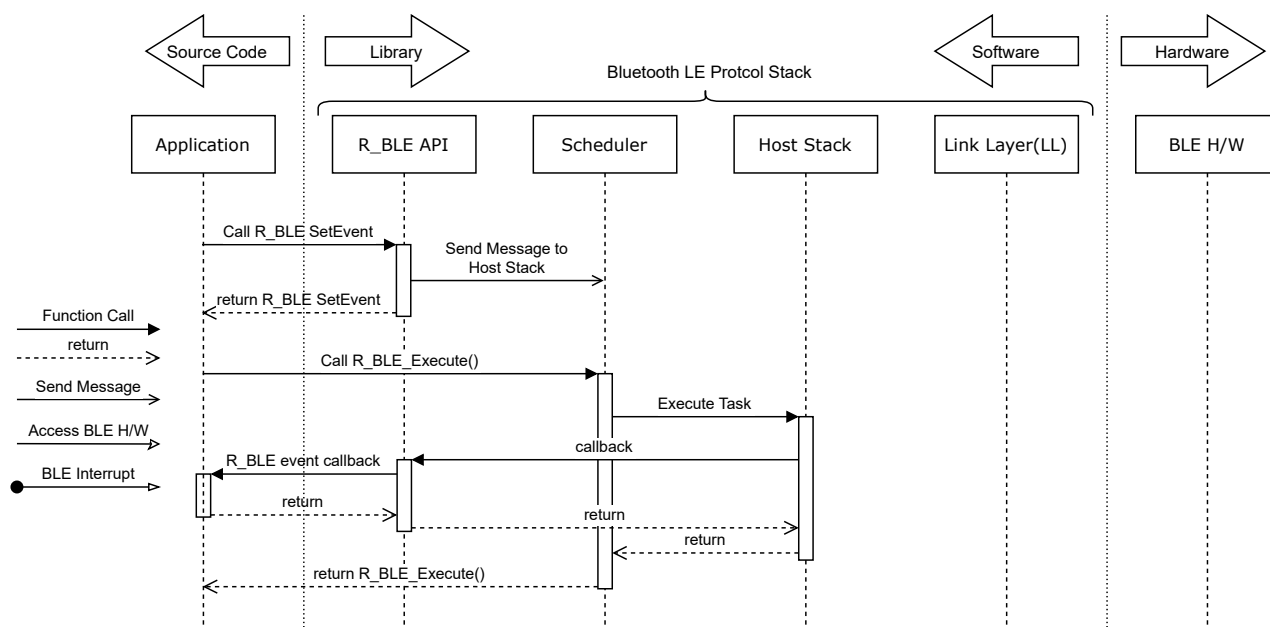 Source Code
Library
Software
Hardware
Bluetooth LE Protcol Stack
Application
R_BLE API
Scheduler
Host Stack
Link Layer(LL)
BLE H/W
Call R_BLE SetEvent
Send Message to
Host Stack
return R_BLE SetEvent
Function Call
return
Call R_BLE_Execute()
Send Message
Execute Task
Access BLE H/W
callback
R_BLE event callback
BLE Interrupt
return
return
return
return R_BLE_Execute()